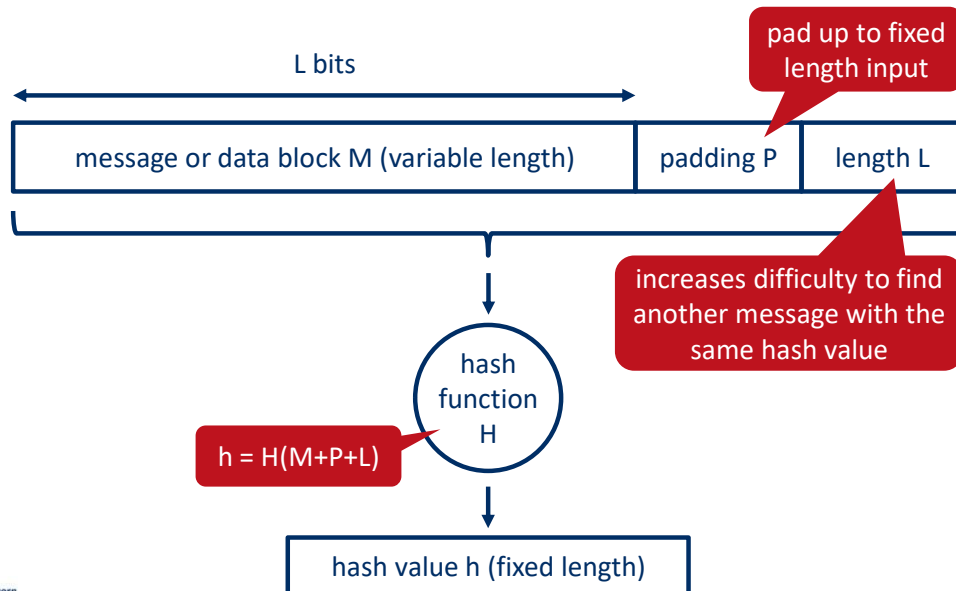 pad up to fixed
length input
L bits
message or data block M (variable length)
padding P
length L
increases difficulty to find
another message with the
same hash value
hash
function
H
h = H(M+P+L)
hash value h (fixed length)